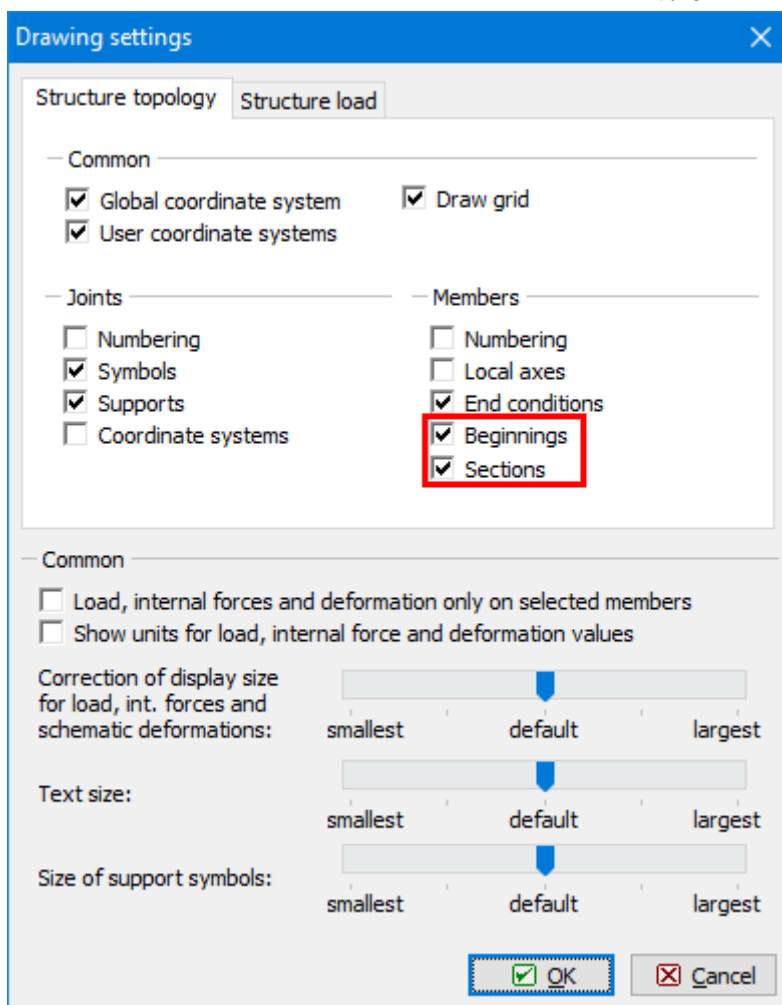 Drawing settings
Structure topology
Structure load
Common
Global coordinate system
Draw grid
User coordinate systems
Joints
Members
Numbering
Numbering
Symbols
Local axes
Supports
End conditions
Coordinate systems
Beginnings
Sections
Common
Load, internal forces and deformation only on selected members
Show units for load, internal force and deformation values
Correction of display size
for load, int. forces and
schematic deformations:
smallest default largest
Text size:
smallest default largest
Size of support symbols:
smallest default largest
OK
Cancel